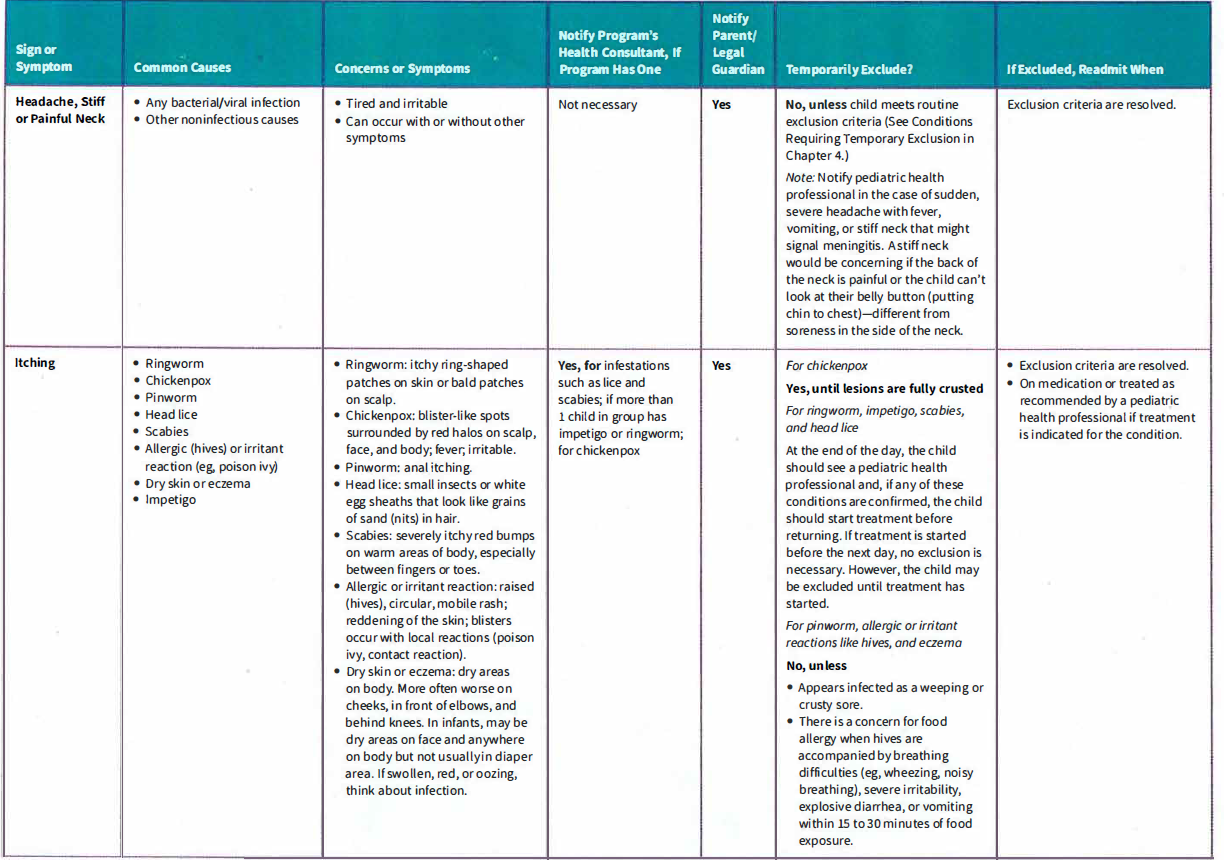 Sign or
Symptom
Common Causes
Concerns or Symptoms
Notify Program's
Health Consultant, If
Program Has One
Notify
Parent/
Legal
Guardian
Temporarily Exclude?
If Excluded, Readmit When
Headache, Stiff
or Painful Neck
• Any bacterial/viral infection
• Other noninfectious causes
• Tired and irritable
• Can occur with or without other
symptoms
Not necessary
Yes
No, unless child meets routine
exclusion criteria (See Conditions
Requiring Temporary Exclusion in
Chapter 4.)
Note: Notify pediatric health
professional in the case of sudden,
severe headache with fever,
vomiting, or stiff neck that might
signal meningitis. A stiff neck
would be concerning if the back of
the neck is painful or the child can't
look at their belly button (putting
chin to chest)—different from
soreness in the side of the neck.
Exclusion criteria are resolved.
Itching
• Ringworm
• Chickenpox
• Pinworm
• Head lice
• Scabies
• Allergic (hives) or irritant
reaction (eg, poison ivy)
• Dry skin or eczema
• Impetigo
• Ringworm: itchy ring-shaped
patches on skin or bald patches
on scalp.
• Chickenpox: blister-like spots
surrounded by red halos on scalp,
face, and body; fever; irritable.
• Pinworm: anal itching.
• Head lice: small insects or white
egg sheaths that look like grains
of sand (nits) in hair.
• Scabies: severely itchy red bumps
on warm areas of body, especially
between fingers or toes.
• Allergic or irritant reaction: raised
(hives), circular, mobile rash;
reddening of the skin; blisters
occur with local reactions (poison
ivy, contact reaction).
• Dry skin or eczema: dry areas
on body. More often worse on
cheeks, in front of elbows, and
behind knees. In infants, may be
dry areas on face and anywhere
on body but not usually in diaper
area. If swollen, red, or oozing,
think about infection.
Yes, for infestations
such as lice and
scabies; if more than
1 child in group has
impetigo or ringworm;
for chickenpox
Yes
For chickenpox
Yes, until lesions are fully crusted
For ringworm, impetigo, scabies,
and head lice
At the end of the day, the child
should see a pediatric health
professional and, if any of these
conditions are confirmed, the child
should start treatment before
returning. If treatment is started
before the next day, no exclusion is
necessary. However, the child may
be excluded until treatment has
started.
For pinworm, allergic or irritant
reactions like hives, and eczema
No, unless
• Appears infected as a weeping or
crusty sore.
• There is a concern for food
allergy when hives are
accompanied by breathing
difficulties (eg, wheezing, noisy
breathing), severe irritability,
explosive diarrhea, or vomiting
within 15 to 30 minutes of food
exposure.
• Exclusion criteria are resolved.
• On medication or treated as
recommended by a pediatric
health professional if treatment
is indicated for the condition.